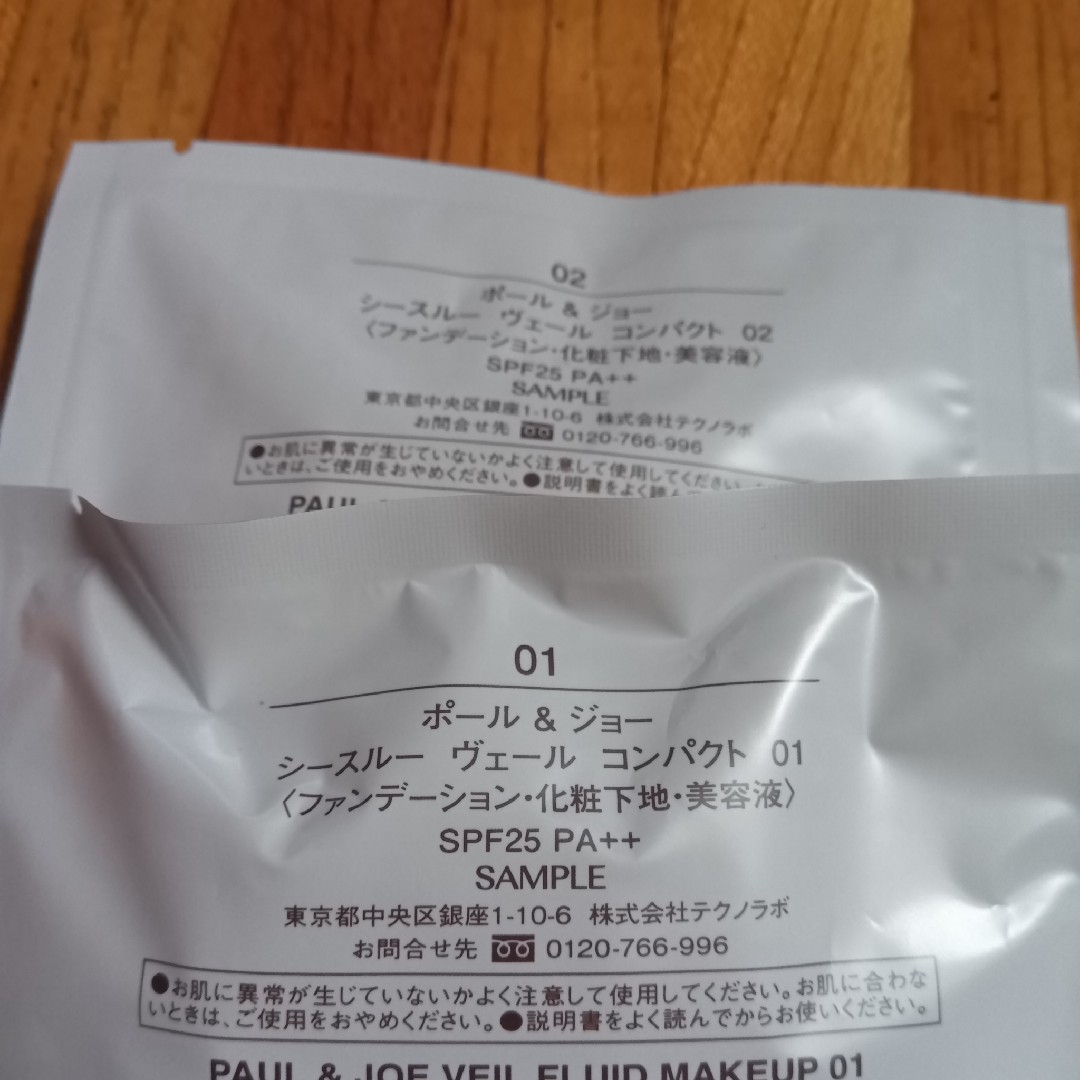 02
ポール & ジョー
シースルー ヴェール コンパクト 02
〈ファンデーション・化粧下地・美容液〉
SPF25 PA++
SAMPLE
東京都中央区銀座1-10-6 株式会社テクノラボ
お問合せ先 0120-766-996
●お肌に異常が生じていないかよく注意して使用してください。
いときは、ご使用をおやめください。●説明書をよく読んで
PAUL
01
ポール & ジョー
シースルー ヴェール コンパクト 01
〈ファンデーション・化粧下地・美容液〉
SPF25 PA++
SAMPLE
東京都中央区銀座1-10-6 株式会社テクノラボ
お問合せ先 0120-766-996
●お肌に異常が生じていないかよく注意して使用してください。お肌に合わな
いときは、ご使用をおやめください。●説明書をよく読んでからお使いください。
PAUL & JOE VEIL FLUID MAKEUP 01